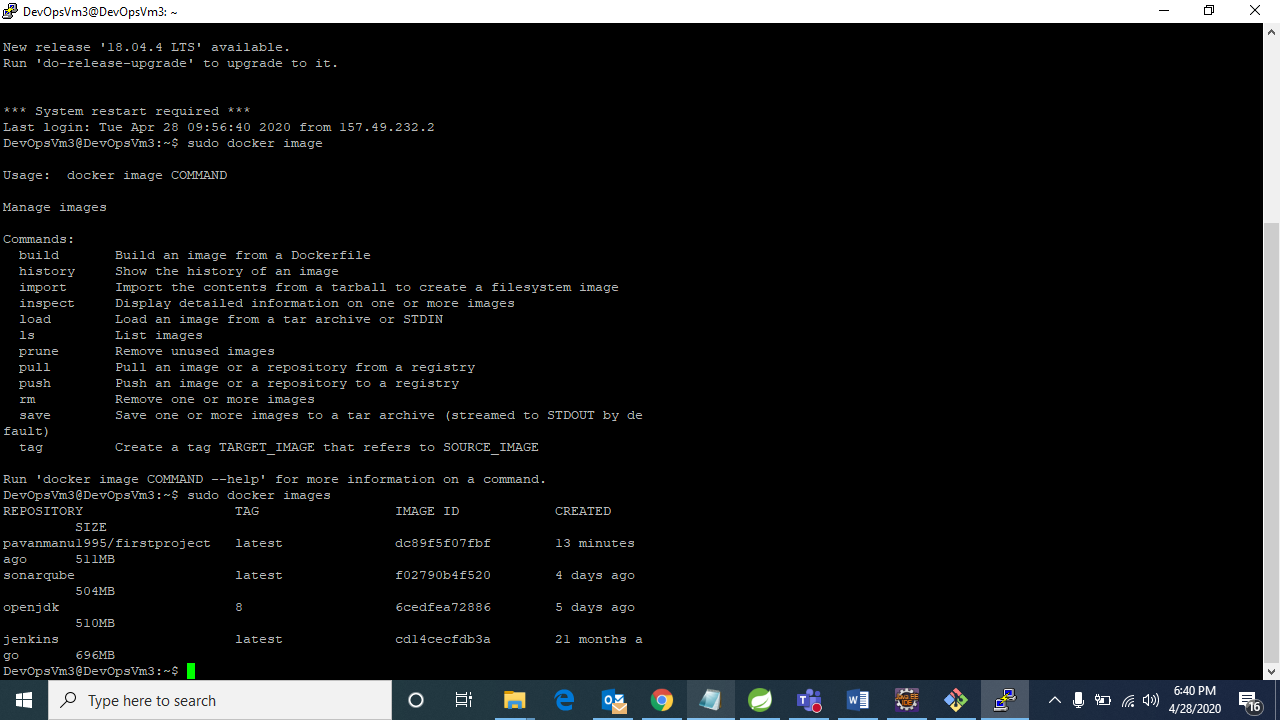 DevOpsVm3@DevOpsVm3: ~
New release '18.04.4 LTS' available.
Run 'do-release-upgrade' to upgrade to it.
*** System restart required ***
Last login: Tue Apr 28 09:56:40 2020 from 157.49.232.2
DevOpsVm3@DevOpsVm3:~$ sudo docker image
Usage:  docker image COMMAND
Manage images
Commands:
  build       Build an image from a Dockerfile
  history     Show the history of an image
  import      Import the contents from a tarball to create a filesystem image
  inspect     Display detailed information on one or more images
  load        Load an image from a tar archive or STDIN
  ls          List images
  prune       Remove unused images
  pull        Pull an image or a repository from a registry
  push        Push an image or a repository to a registry
  rm          Remove one or more images
  save        Save one or more images to a tar archive (streamed to STDOUT by de
fault)
  tag         Create a tag TARGET_IMAGE that refers to SOURCE_IMAGE
Run 'docker image COMMAND --help' for more information on a command.
DevOpsVm3@DevOpsVm3:~$ sudo docker images
REPOSITORY                   TAG                 IMAGE ID            CREATED
         SIZE
pavanmanu1995/firstproject   latest              dc89f5f07fbf        13 minutes
ago      511MB
sonarqube                    latest              f02790b4f520        4 days ago
         504MB
openjdk                      8                   6cedfea72886        5 days ago
         510MB
jenkins                      latest              cd14cecfdb3a        21 months a
go       696MB
DevOpsVm3@DevOpsVm3:~$
Type here to search
6:40 PM
4/28/2020
16